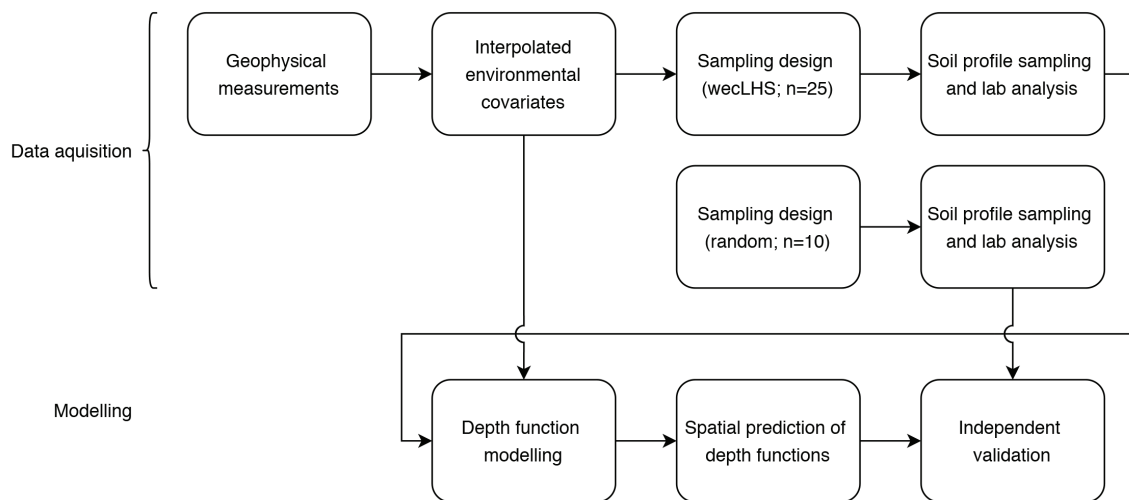 Geophysical
measurements
Interpolated
environmental
covariates
Sampling design
(wecLHS; n=25)
Soil profile sampling
and lab analysis
Data aquisition
Sampling design
(random; n=10)
Soil profile sampling
and lab analysis
Modelling
Depth function
modelling
Spatial prediction of
depth functions
Independent
validation